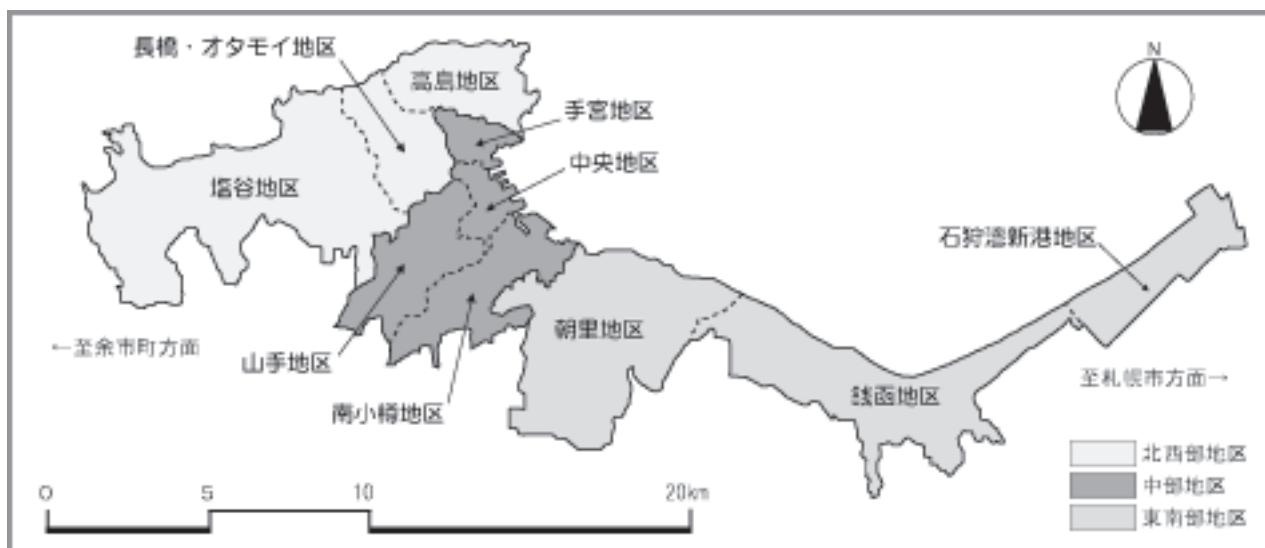 長橋・オタモイ地区
高島地区
N
手宮地区
中央地区
塩谷地区
石狩湾新港地区
朝里地区
←至余市町方面
山手地区
至札幌市方面→
銭函地区
南小樽地区
北西部地区
中部地区
東南部地区
0 5 10 20km